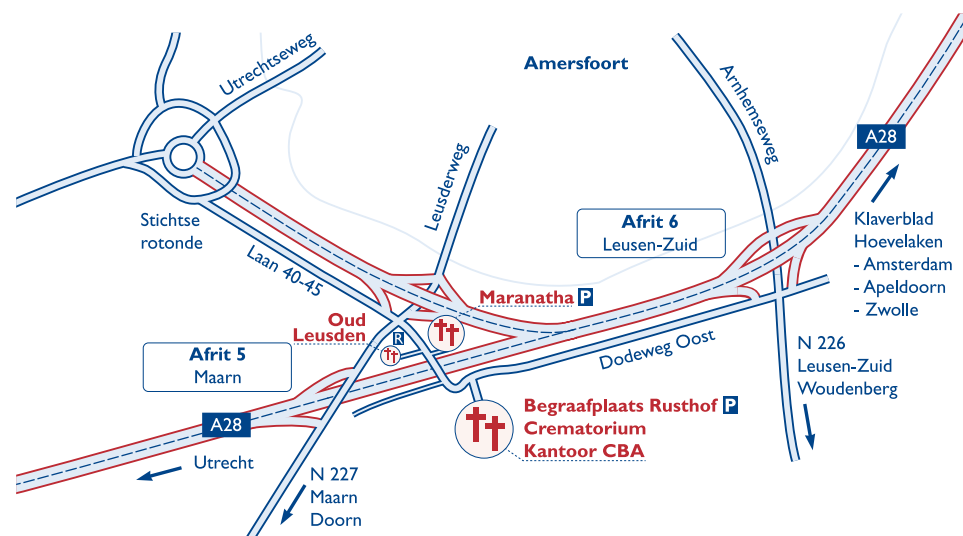 Utrechtseweg
Amersfoort
Arnhemseweg
A28
Leusderweg
Stichtse
rotonde
Afrit 6
Leusen-Zuid
Klaverblad
Hoevelaken
- Amsterdam
- Apeldoorn
- Zwolle
Laan 40-45
Maranatha P
Oud
Leusden
R
Afrit 5
Maarn
Dodeweg Oost
N 226
Leusen-Zuid
Woudenberg
Begraafplaats Rusthof P
Crematorium
Kantoor CBA
A28
Utrecht
N 227
Maarn
Doorn